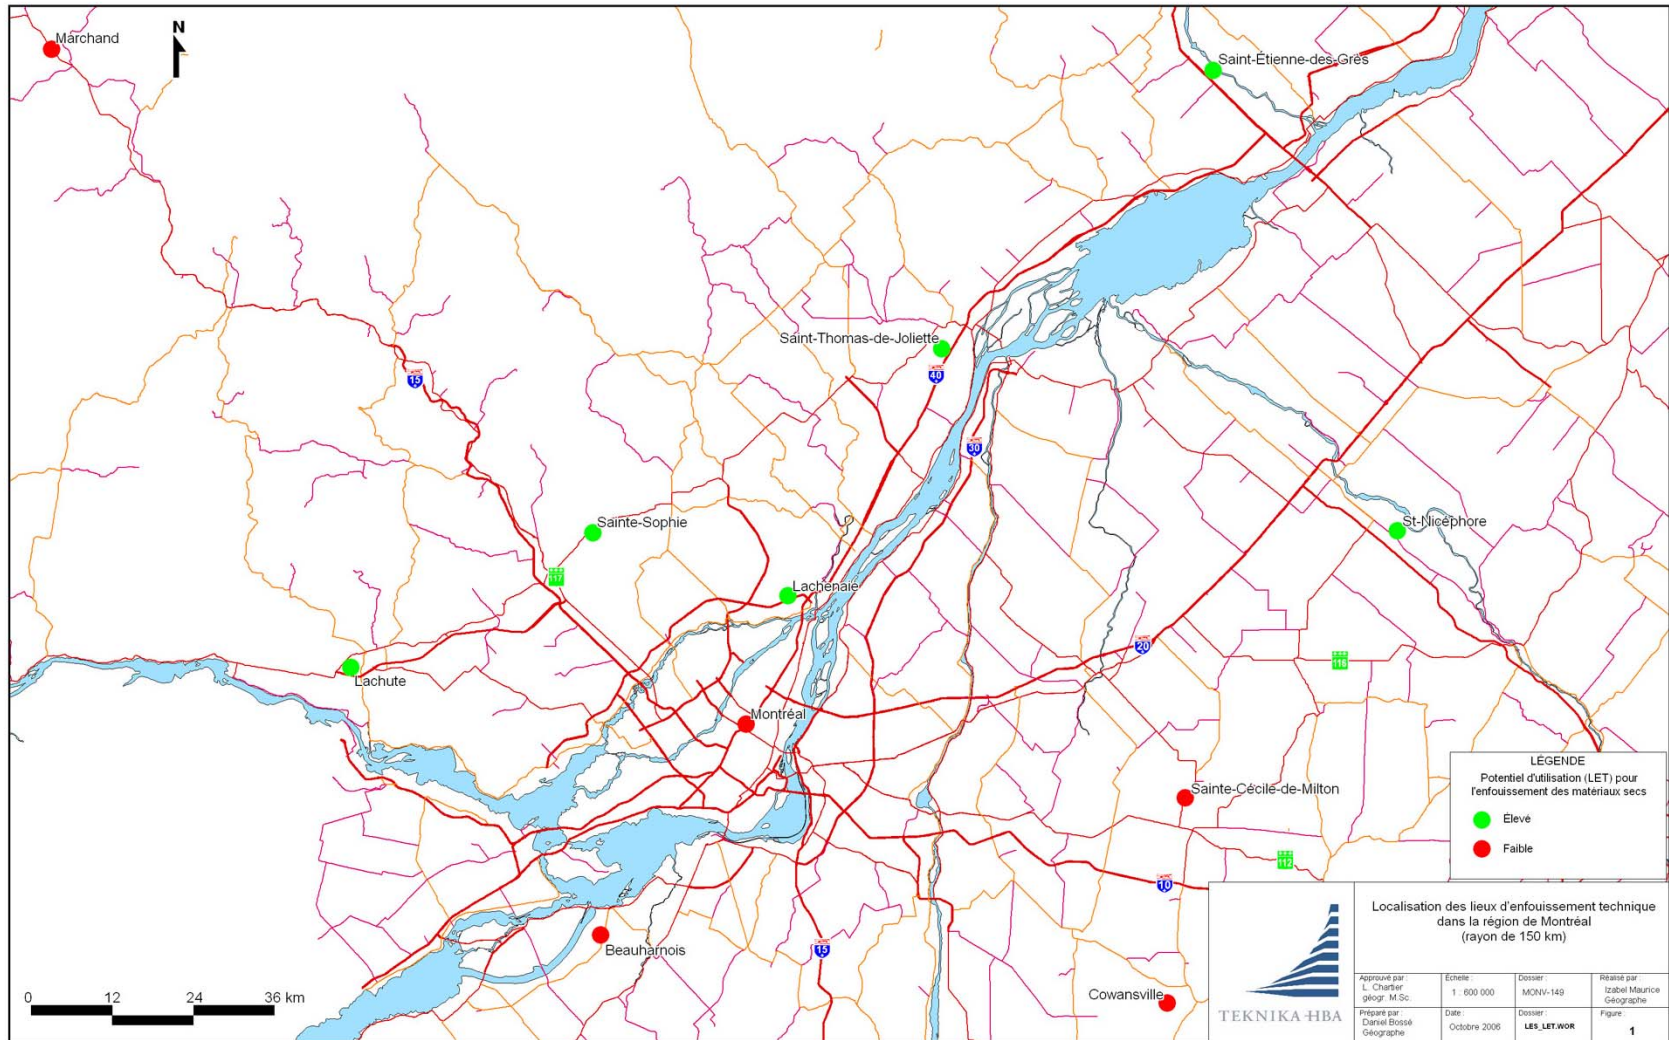 Marchand
N
Saint-Étienne-des-Grès
Saint-Thomas-de-Joliette
15
40
30
Sainte-Sophie
St-Nicéphore
117
Lachenaie
20
116
Lachute
Montréal
LÉGENDE
Potentiel d'utilisation (LET) pour
l'enfouissement des matériaux secs
Élevé
Faible
Sainte-Cécile-de-Milton
112
10
Beauharnois
15
Cowansville
0 12 24 36 km
TEKNIKA HBA
Localisation des lieux d'enfouissement technique
dans la région de Montréal
(rayon de 150 km)
Approuvé par :
L. Chartier
géogr. M.Sc.
Échelle :
1 : 600 000
Dossier :
MONV-149
Réalisé par :
Izabel Maurice
Géographe
Préparé par :
Daniel Bossé
Géographe
Date :
Octobre 2006
Dossier :
LES_LET.WOR
Figure :
1